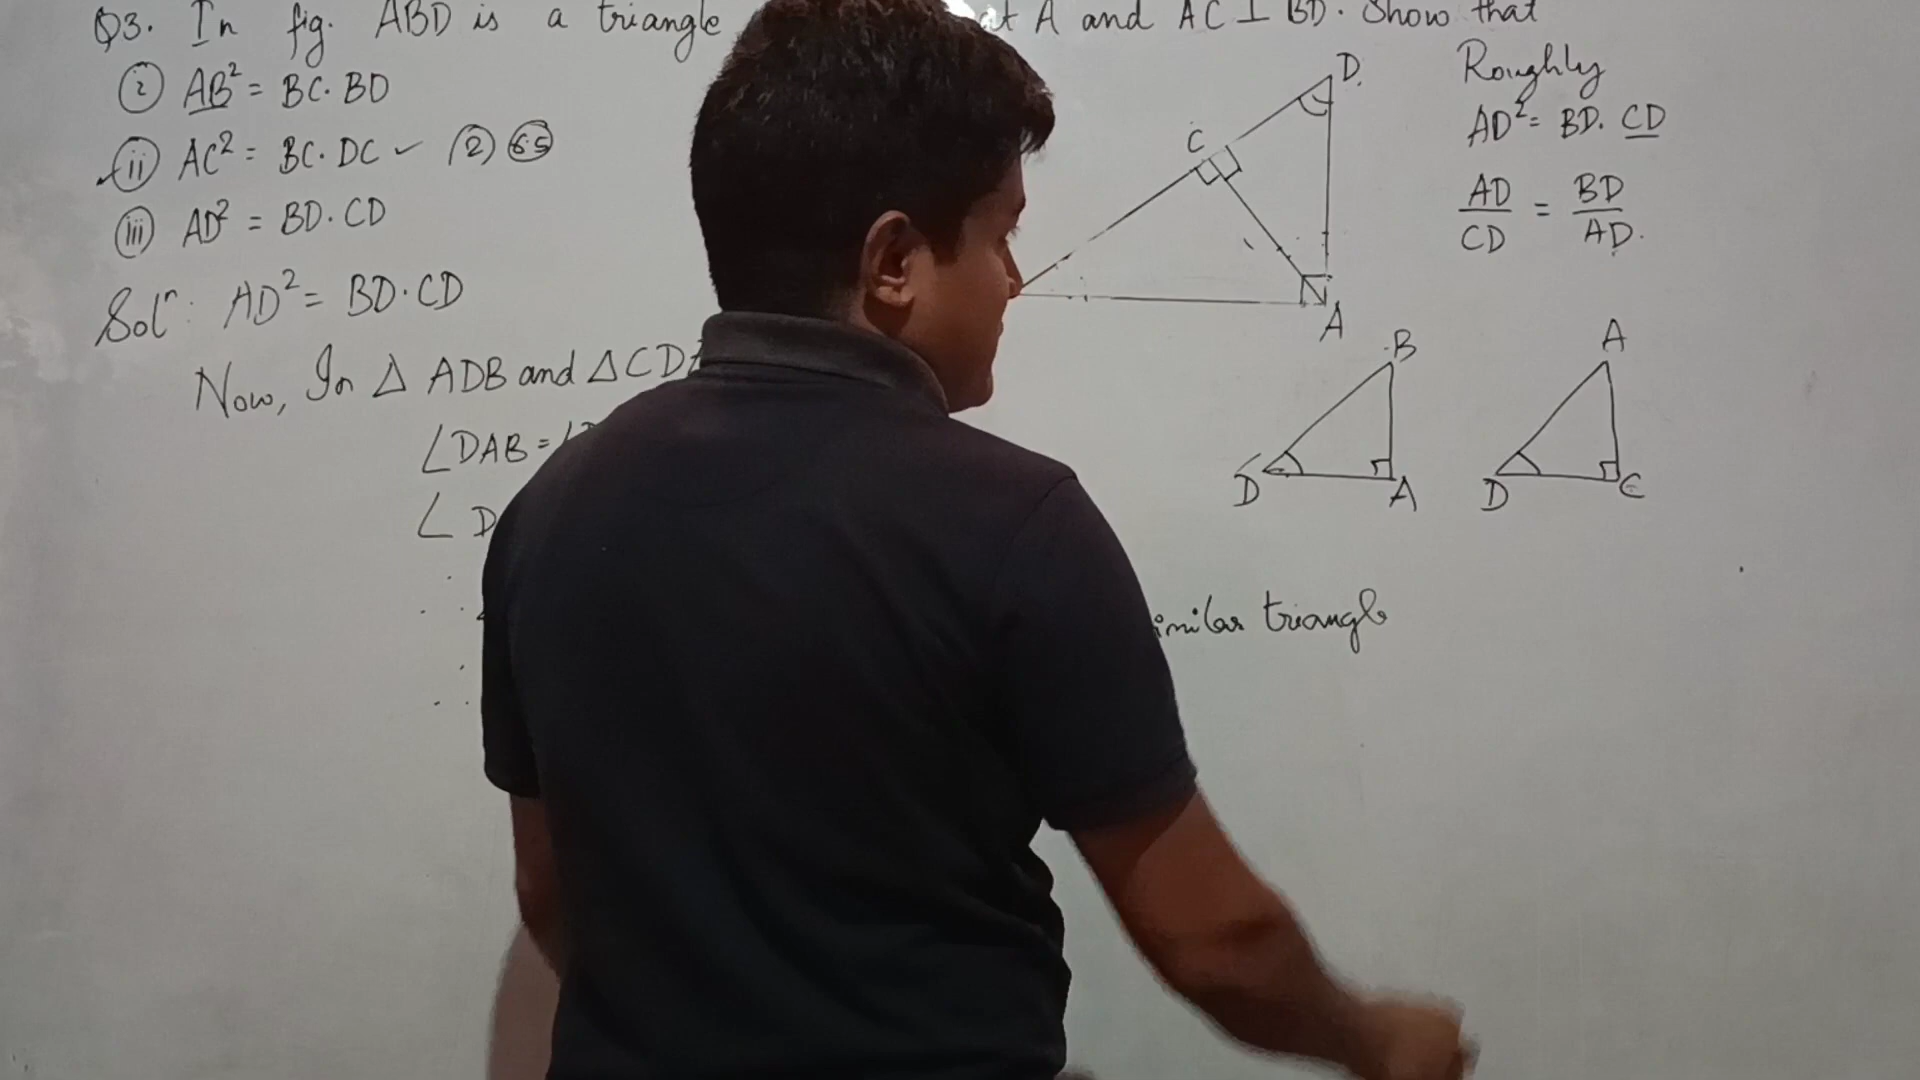 Q3. In fig. ABD is a triangle at A and AC ⊥ BD. Show that
(i) AB² = BC·BD
(ii) AC² = BC·DC ✓ (2) (6.5)
(iii) AD² = BD·CD
Solⁿ: AD² = BD·CD
Now, In Δ ADB and Δ CD
∠DAB = ∠
∠ D
similar triangle
D
C
A
Roughly
AD² = BD. CD
AD/CD = BD/AD.
B
D
A
A
D
C